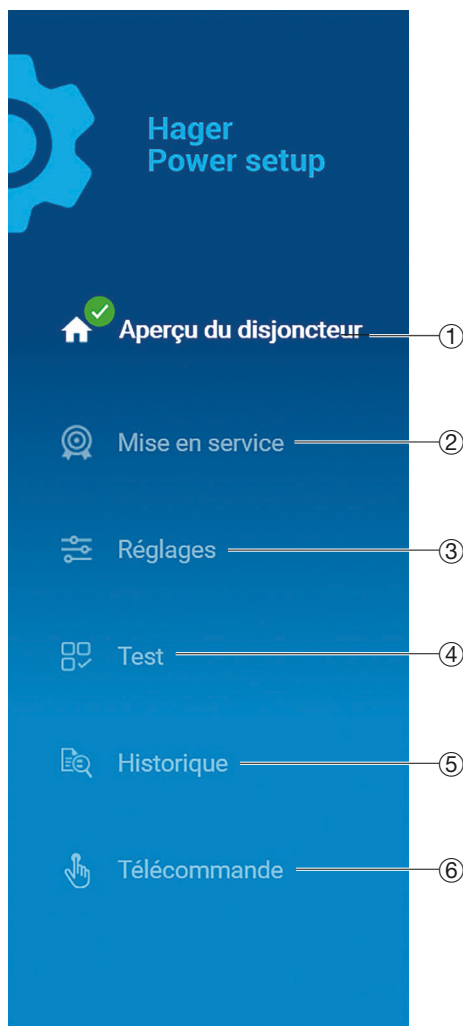 Hager
Power setup
Aperçu du disjoncteur ①
Mise en service ②
Réglages ③
Test ④
Historique ⑤
Télécommande ⑥